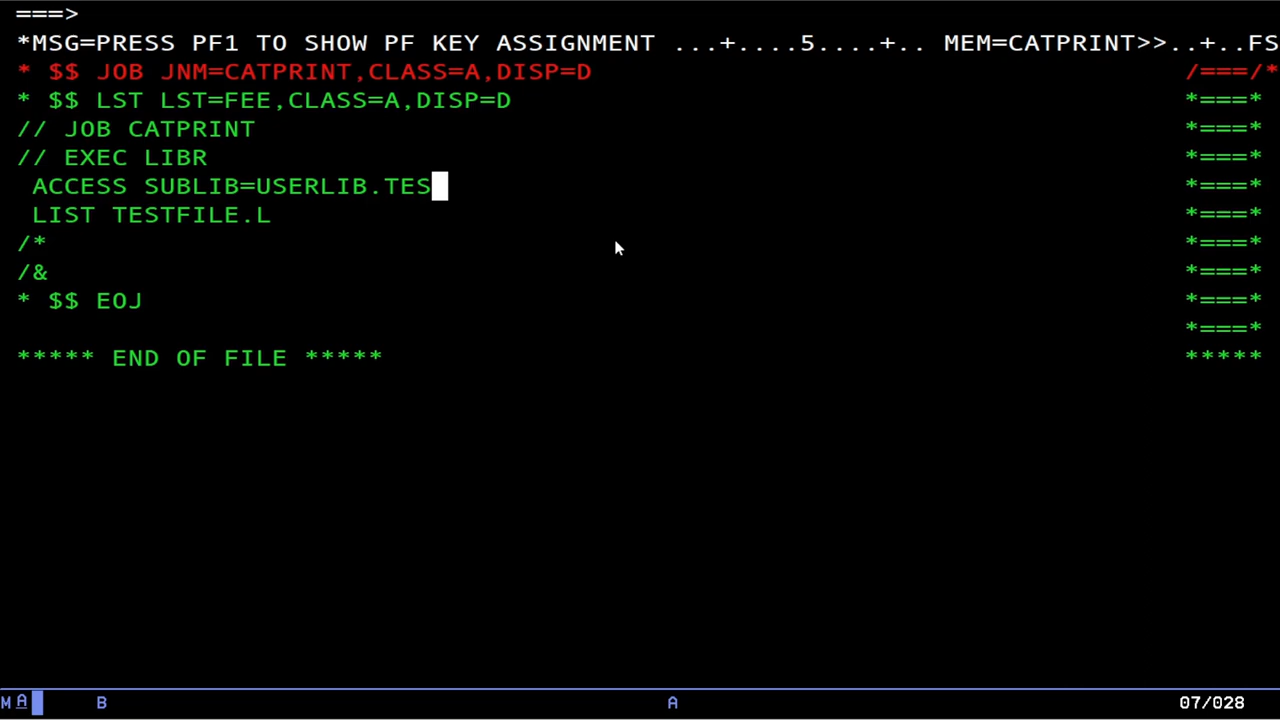 ===>
*MSG=PRESS PF1 TO SHOW PF KEY ASSIGNMENT ...+....5....+.. MEM=CATPRINT>>..+..FS
* $$ JOB JNM=CATPRINT,CLASS=A,DISP=D /===/*
* $$ LST LST=FEE,CLASS=A,DISP=D *===*
// JOB CATPRINT *===*
// EXEC LIBR *===*
ACCESS SUBLIB=USERLIB.TES *===*
LIST TESTFILE.L *===*
/* *===*
/& *===*
* $$ EOJ *===*
*===*
***** END OF FILE ***** *****
M A B A 07/028